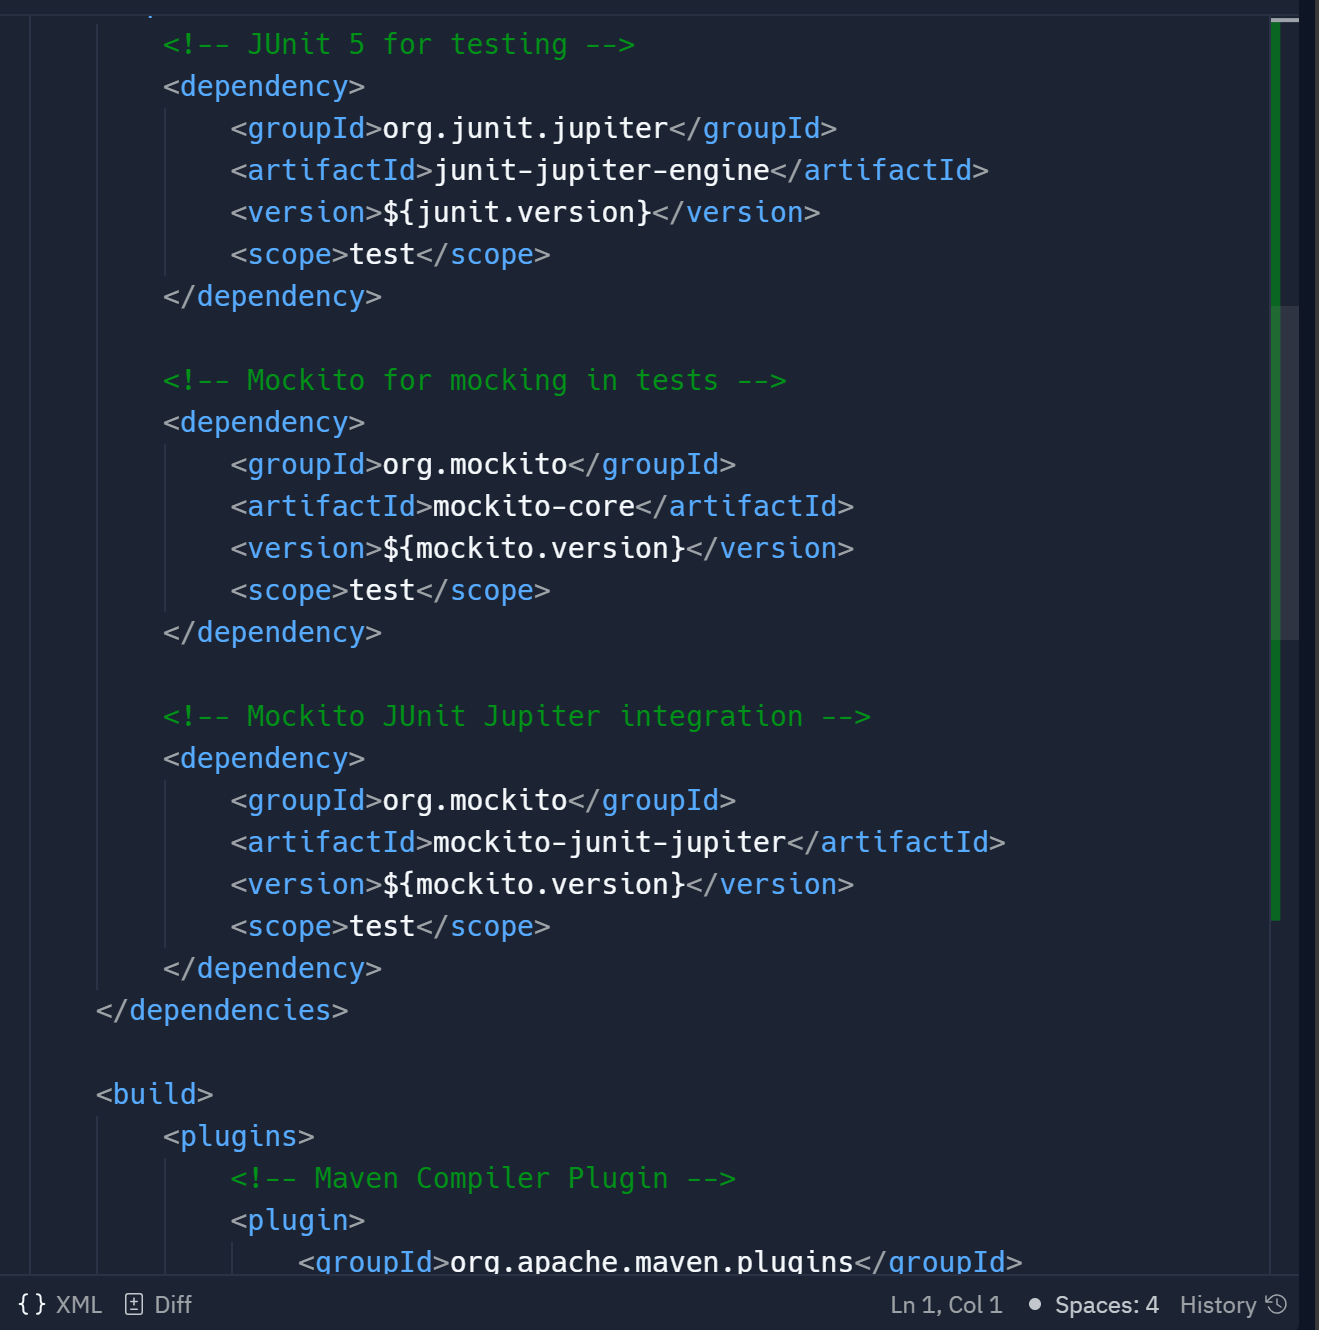 <!-- JUnit 5 for testing -->
<dependency>
<groupId>org.junit.jupiter</groupId>
<artifactId>junit-jupiter-engine</artifactId>
<version>${junit.version}</version>
<scope>test</scope>
</dependency>
<!-- Mockito for mocking in tests -->
<dependency>
<groupId>org.mockito</groupId>
<artifactId>mockito-core</artifactId>
<version>${mockito.version}</version>
<scope>test</scope>
</dependency>
<!-- Mockito JUnit Jupiter integration -->
<dependency>
<groupId>org.mockito</groupId>
<artifactId>mockito-junit-jupiter</artifactId>
<version>${mockito.version}</version>
<scope>test</scope>
</dependency>
</dependencies>
<build>
<plugins>
<!-- Maven Compiler Plugin -->
<plugin>
<groupId>org.apache.maven.plugins</groupId>
{} XML Diff Ln 1, Col 1 Spaces: 4 History